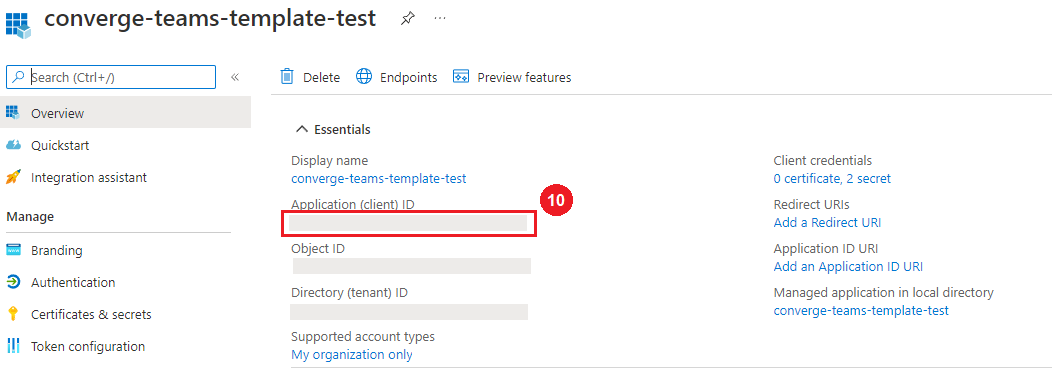 converge-teams-template-test
Search (Ctrl+/)
Overview
Quickstart
Integration assistant
Manage
Branding
Authentication
Certificates & secrets
Token configuration
Delete
Endpoints
Preview features
Essentials
Display name
converge-teams-template-test
Application (client) ID
10
Object ID
Directory (tenant) ID
Supported account types
My organization only
Client credentials
0 certificate, 2 secret
Redirect URIs
Add a Redirect URI
Application ID URI
Add an Application ID URI
Managed application in local directory
converge-teams-template-test